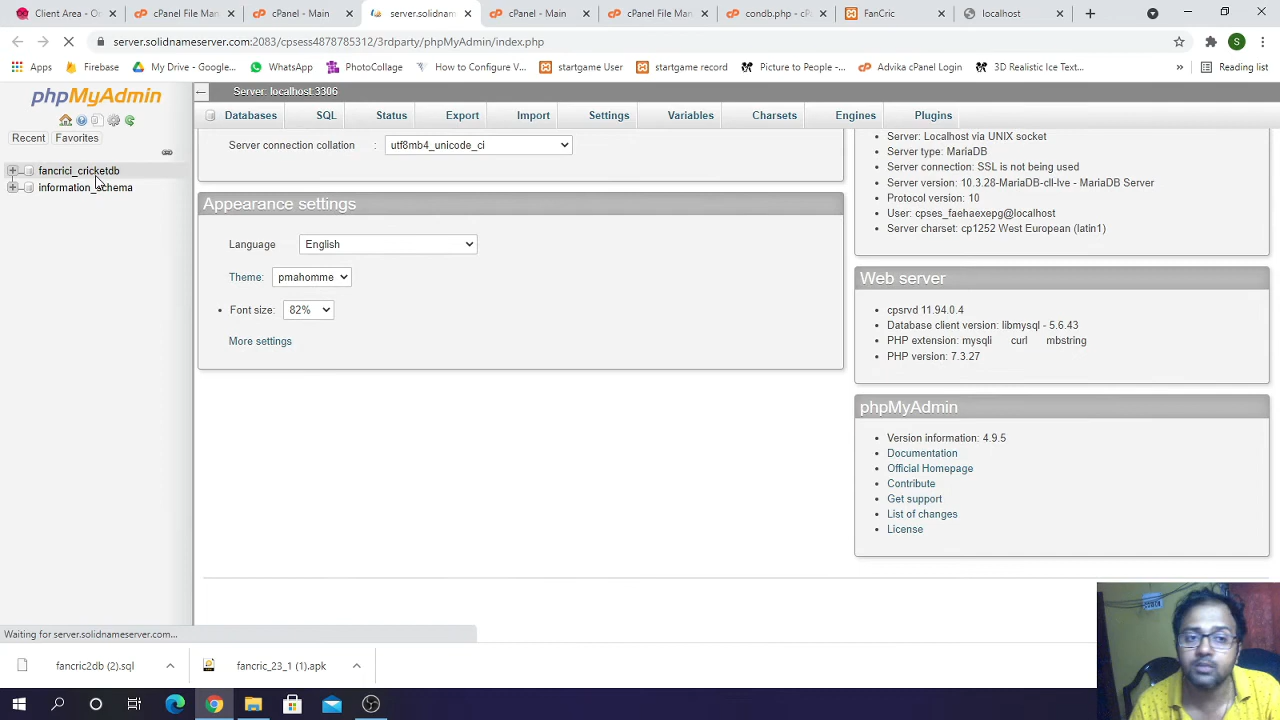 Client Area - O
cPanel File Man
cPanel - Main
server.solidnam
cPanel - Main
cPanel File Man
condb.php - cP
FanCric
localhost
server.solidnameserver.com:2083/cpsess4878785312/3rdparty/phpMyAdmin/index.php
S
Apps
Firebase
My Drive - Google...
WhatsApp
PhotoCollage
How to Configure V...
startgame User
startgame record
Picture to People -...
Advika cPanel Login
3D Realistic Ice Text...
»
Reading list
phpMyAdmin
Server: localhost:3306
Databases
SQL
Status
Export
Import
Settings
Variables
Charsets
Engines
Plugins
Recent
Favorites
fancrici_cricketdb
information_schema
Server connection collation : utf8mb4_unicode_ci
Appearance settings
Language English
Theme: pmahomme
• Font size: 82%
More settings
• Server: Localhost via UNIX socket
• Server type: MariaDB
• Server connection: SSL is not being used
• Server version: 10.3.28-MariaDB-cll-lve - MariaDB Server
• Protocol version: 10
• User: cpses_faehaexepg@localhost
• Server charset: cp1252 West European (latin1)
Web server
• cpsrvd 11.94.0.4
• Database client version: libmysql - 5.6.43
• PHP extension: mysqli curl mbstring
• PHP version: 7.3.27
phpMyAdmin
• Version information: 4.9.5
• Documentation
• Official Homepage
• Contribute
• Get support
• List of changes
• License
Waiting for server.solidnameserver.com...
fancric2db (2).sql
fancric_23_1 (1).apk